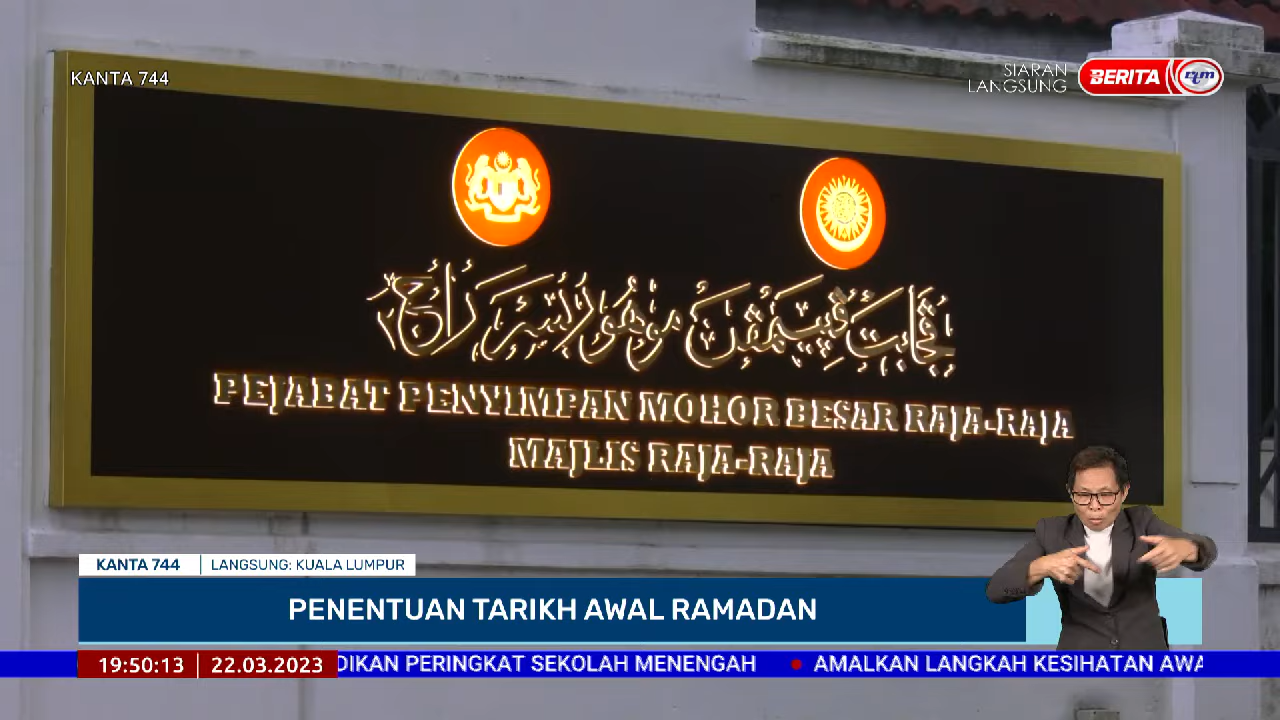 KANTA 744
SIARAN
LANGSUNG
BERITA rtm
PEJABAT PENYIMPAN MOHOR BESAR RAJA-RAJA
MAJLIS RAJA-RAJA
KANTA 744 LANGSUNG: KUALA LUMPUR
PENENTUAN TARIKH AWAL RAMADAN
19:50:13 22.03.2023 DIKAN PERINGKAT SEKOLAH MENENGAH • AMALKAN LANGKAH KESIHATAN AWA